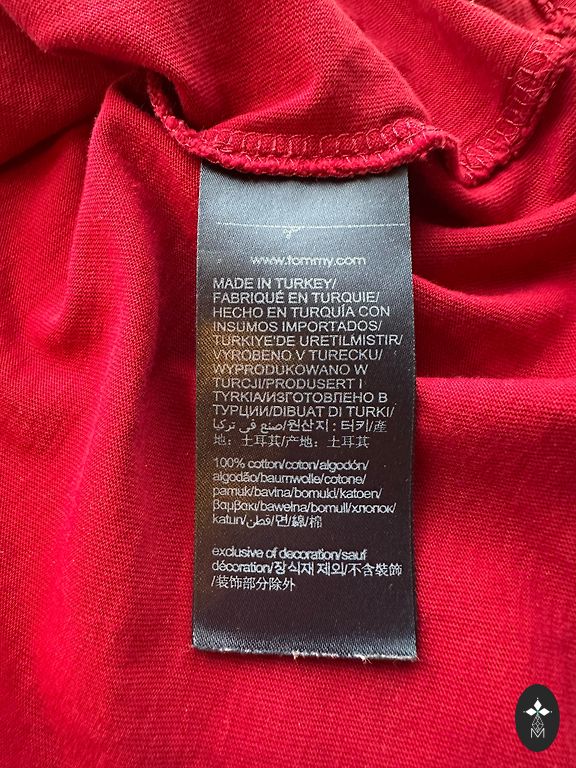 www.tommy.com
MADE IN TURKEY/
FABRIQUÉ EN TURQUIE/
HECHO EN TURQUÍA CON
INSUMOS IMPORTADOS/
TURKIYE'DE URETILMISTIR/
VYROBENO V TURECKU/
WYPRODUKOWANO W
TURCJI/PRODUSERT I
TYRKIA/ИЗГОТОВЛЕНО В
ТУРЦИИ/DIBUAT DI TURKI/
صنع في تركيا/원산지 : 터키/產
地：土耳其/产地：土耳其
100% cotton/coton/algodón/
algodão/baumwolle/cotone/
pamuk/bavlna/bomuld/katoen/
βαμβακι/bawełna/bomull/хлопок/
katun/قطن/면/綿/棉
exclusive of decoration/sauf
décoration/장식재 제외/不含裝飾
/装饰部分除外
M